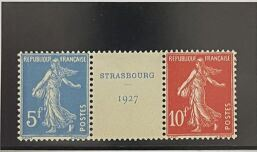 REPUBLIQUE FRANÇAISE
5F
POSTES
STRASBOURG
1927
REPUBLIQUE FRANÇAISE
10F
POSTES